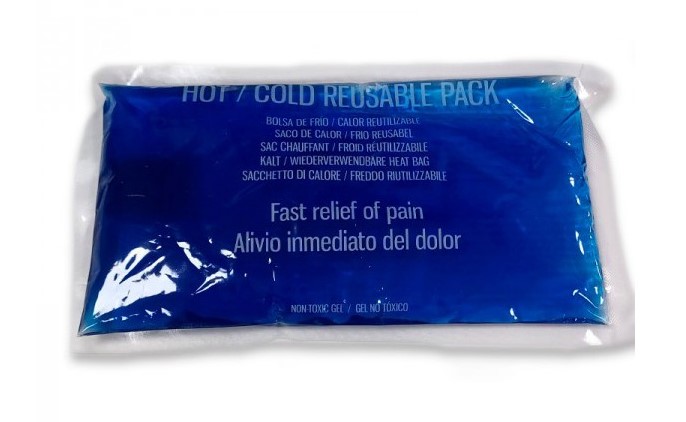 HOT / COLD REUSABLE PACK
BOLSA DE FRIO / CALOR REUTILIZABLE
SACO DE CALOR / FRIO REUSABEL
SAC CHAUFFANT / FROID RÉUTILIZZABILE
KALT / WIEDERVERWENDBARE HEAT BAG
SACCHETTO DI CALORE / FREDDO RIUTILIZZABILE
Fast relief of pain
Alivio inmediato del dolor
NON-TOXIC GEL / GEL NO TÓXICO